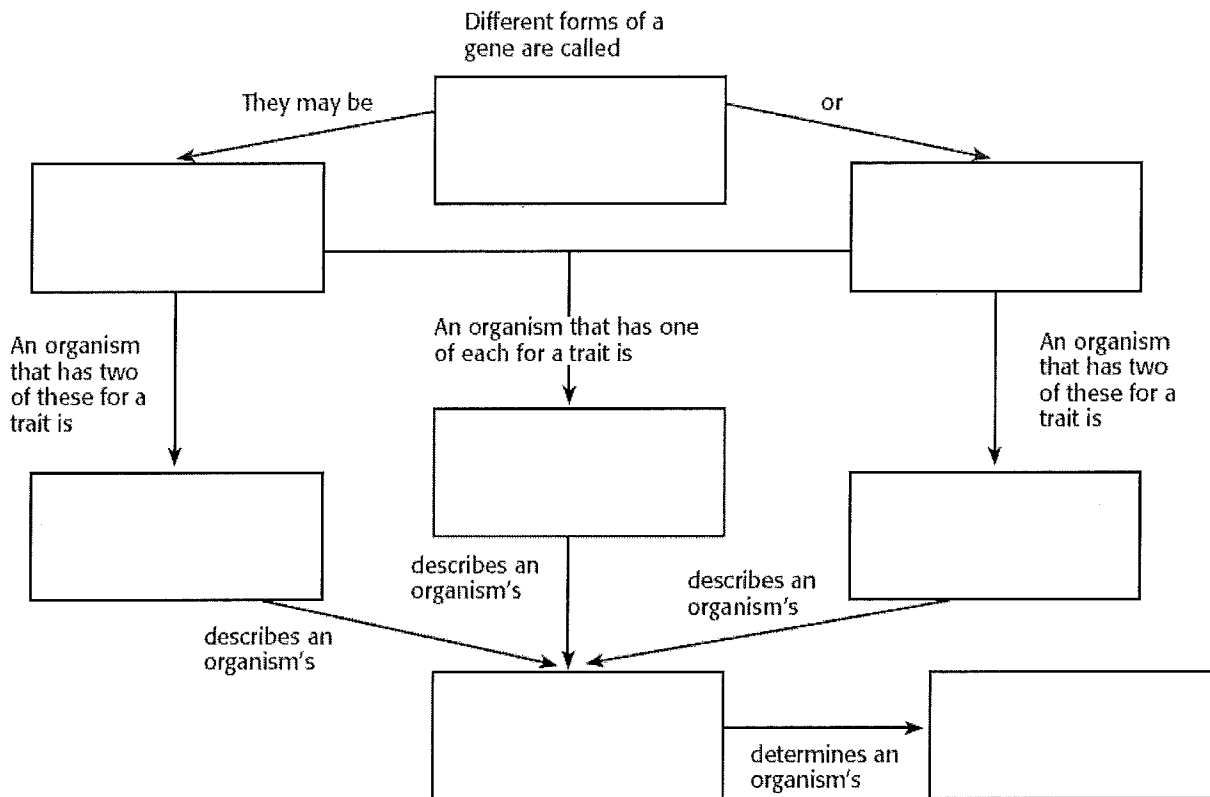 Different forms of a
gene are called
They may be
or
An organism
that has two
of these for a
trait is
An organism that has one
of each for a trait is
An organism
that has two
of these for a
trait is
describes an
organism's
describes an
organism's
describes an
organism's
determines an
organism's